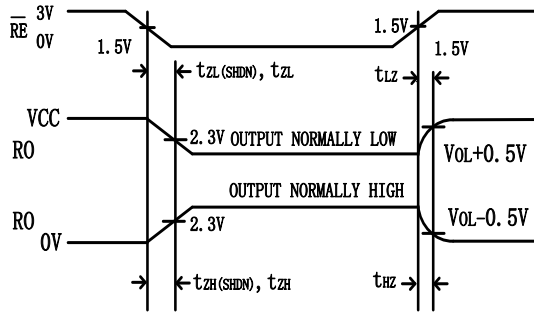 RE 3V
0V
1.5V
1.5V
1.5V
tZL(SHDN), tZL
tLZ
VCC
RO
2.3V OUTPUT NORMALLY LOW
VOL+0.5V
OUTPUT NORMALLY HIGH
RO
0V
2.3V
VOL-0.5V
tZH(SHDN), tZH
tHZ